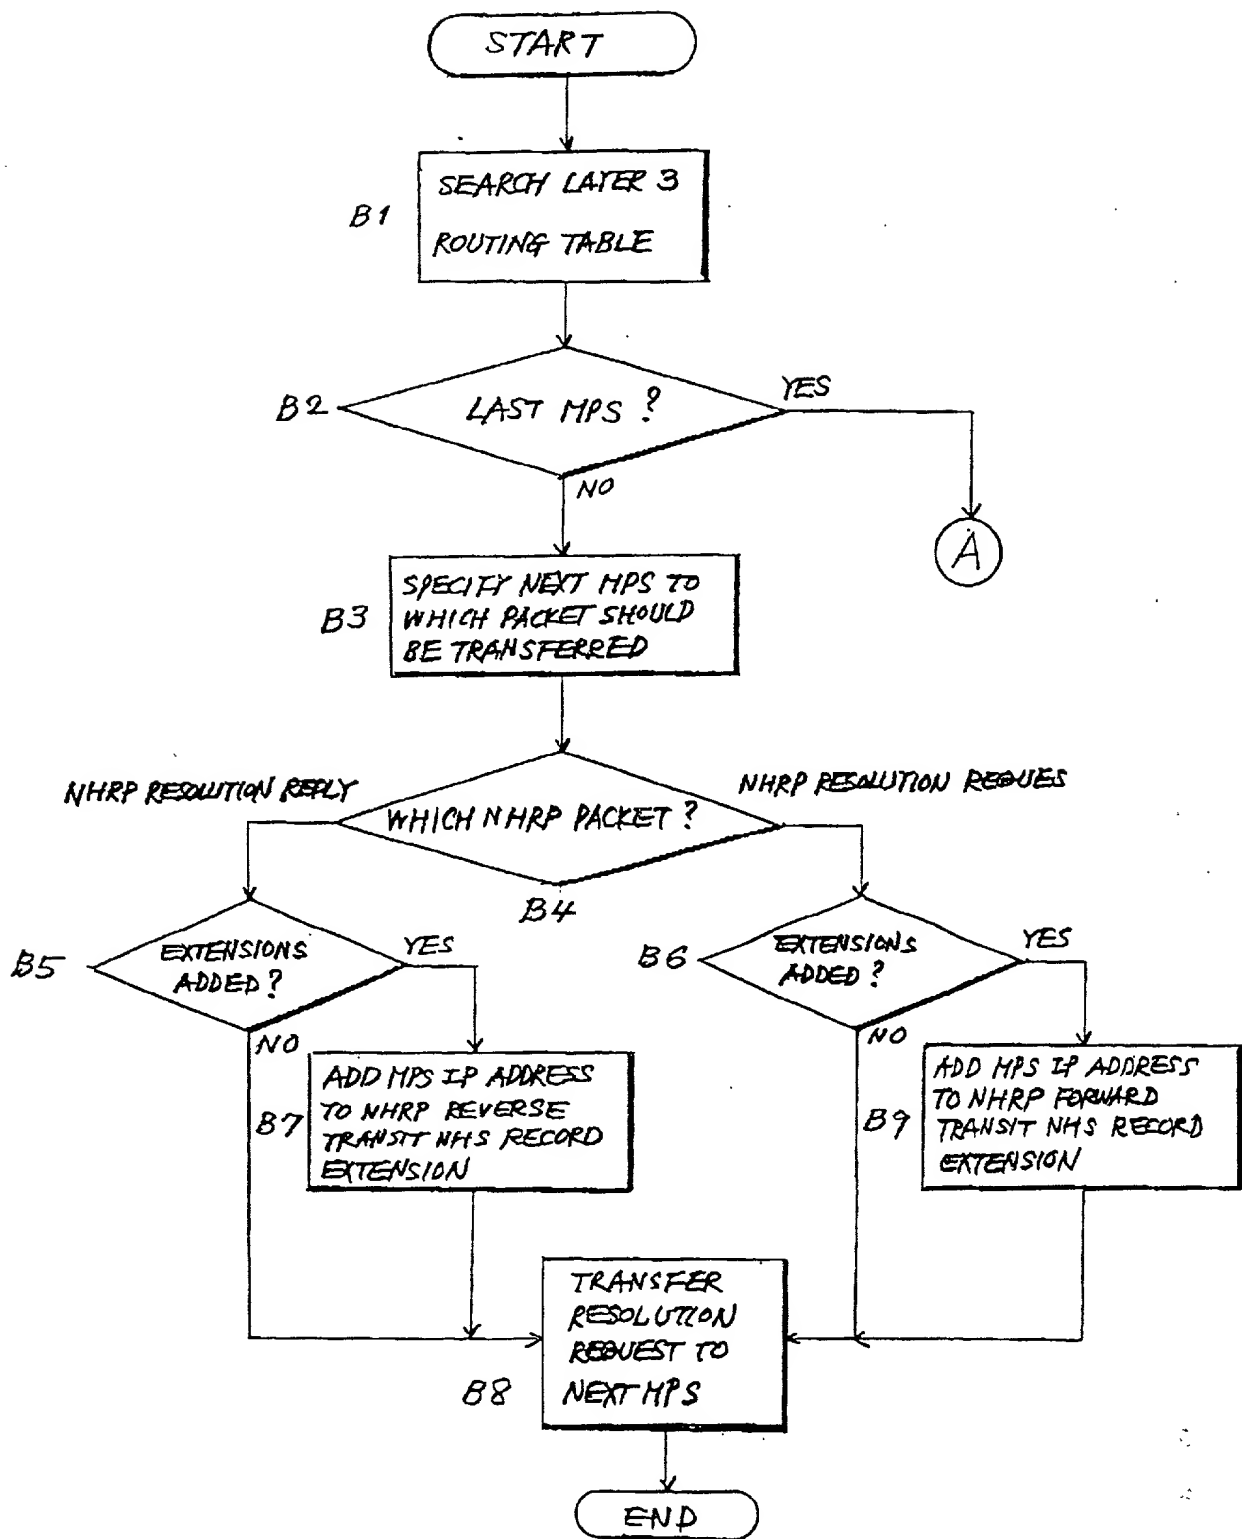 START
B1
SEARCH LAYER 3
ROUTING TABLE
B2
LAST MPS ?
YES
NO
A
B3
SPECIFY NEXT MPS TO
WHICH PACKET SHOULD
BE TRANSFERRED
NHRP RESOLUTION REPLY
NHRP RESOLUTION REQUES
WHICH NHRP PACKET ?
B4
B5
EXTENSIONS
ADDED ?
YES
NO
B6
EXTENSIONS
ADDED ?
YES
NO
B7
ADD MPS IP ADDRESS
TO NHRP REVERSE
TRANSIT NHS RECORD
EXTENSION
B9
ADD MPS IP ADDRESS
TO NHRP FORWARD
TRANSIT NHS RECORD
EXTENSION
B8
TRANSFER
RESOLUTION
REQUEST TO
NEXT MPS
END